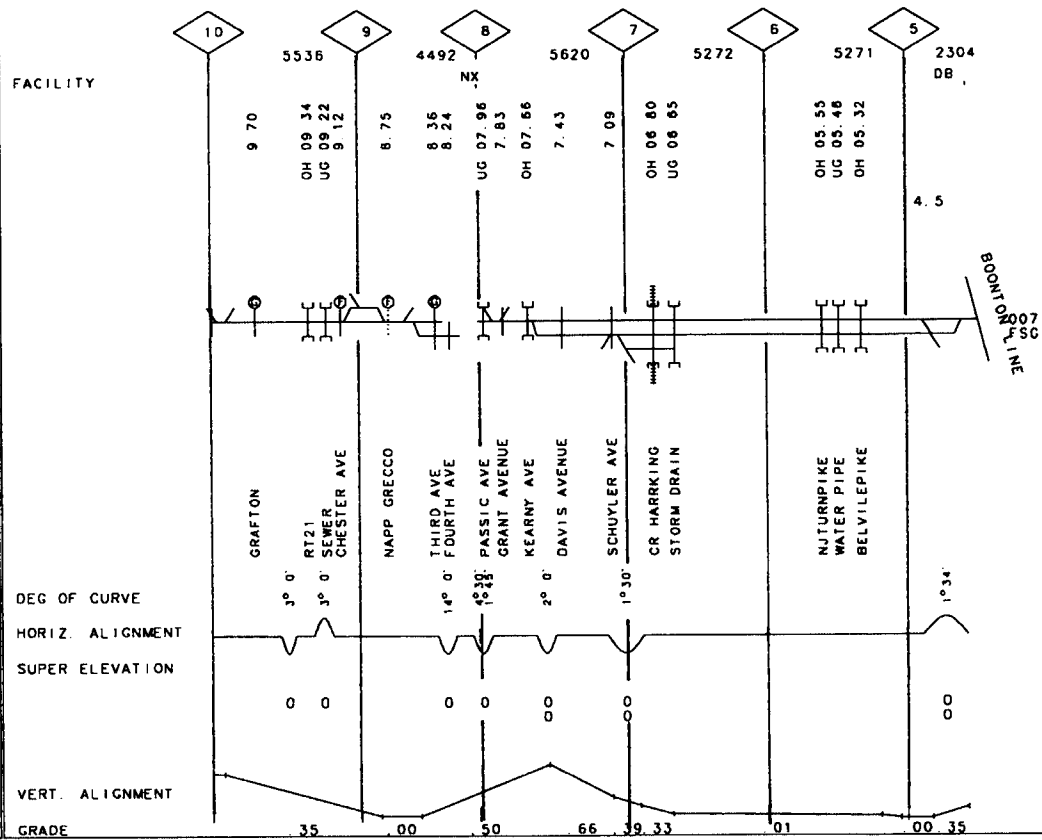 10 9 8 7 6 5
5536 4492 5620 5272 5271 2304
NX DB
FACILITY
9 70
OH 09 34
UG 09 22
9.12
8.75
8 36
8.24
UG 07.96
7.83
OH 07.66
7.43
7 09
OH 06 80
UG 06 65
OH 05.55
UG 05.46
OH 05.32
4.5
BOONTON LINE
007
FSG
GRAFTON
RT21
SEWER
CHESTER AVE
NAPP GRECCO
THIRD AVE
FOURTH AVE
PASSIC AVE
GRANT AVENUE
KEARNY AVE
DAVIS AVENUE
SCHUYLER AVE
CR HARRKING
STORM DRAIN
NJTURNPIKE
WATER PIPE
BELVILEPIKE
DEG OF CURVE
3° 0' 3° 0' 14° 0' 4°30' 1°45' 2° 0' 1°30' 1°34'
HORIZ. ALIGNMENT
SUPER ELEVATION
0 0 0 0 0 0 0
0 0 0
VERT. ALIGNMENT
GRADE .35 .00 .50 .66 .33 .01 .00 .35